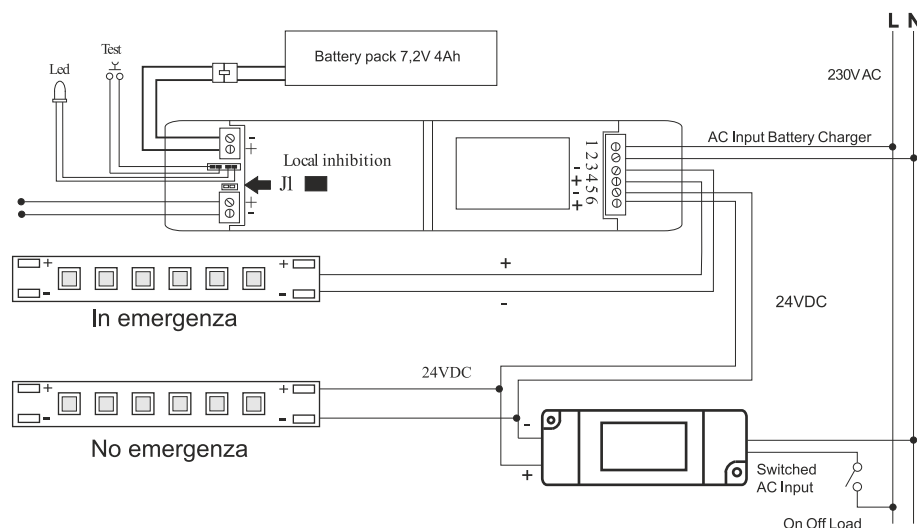 L N
Battery pack 7,2V 4Ah
Test
Led
230V AC
AC Input Battery Charger
-
+
Local inhibition
J1
+
-
1 2 3 4 5 6
- + - +
+ +
- -
+
-
In emergenza
24VDC
24VDC
+ +
- -
No emergenza
-
+
Switched
AC Input
On Off Load